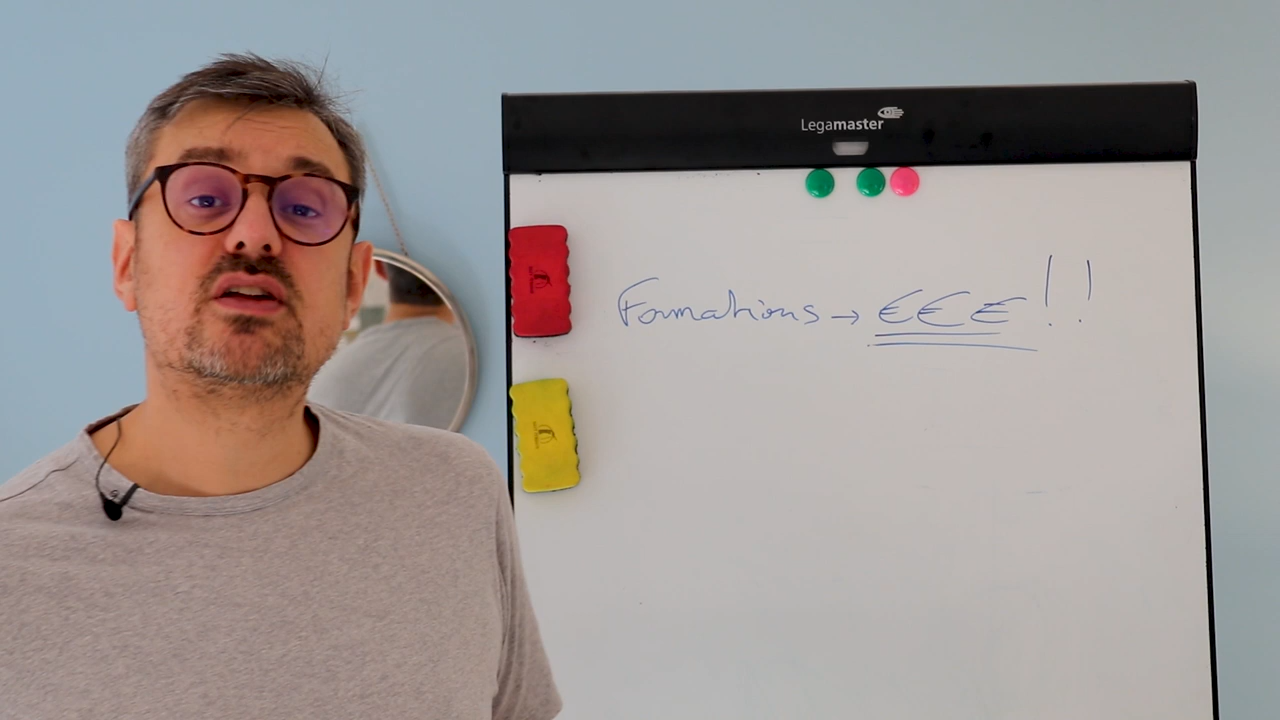 Legamaster
Formations → €€€ !!